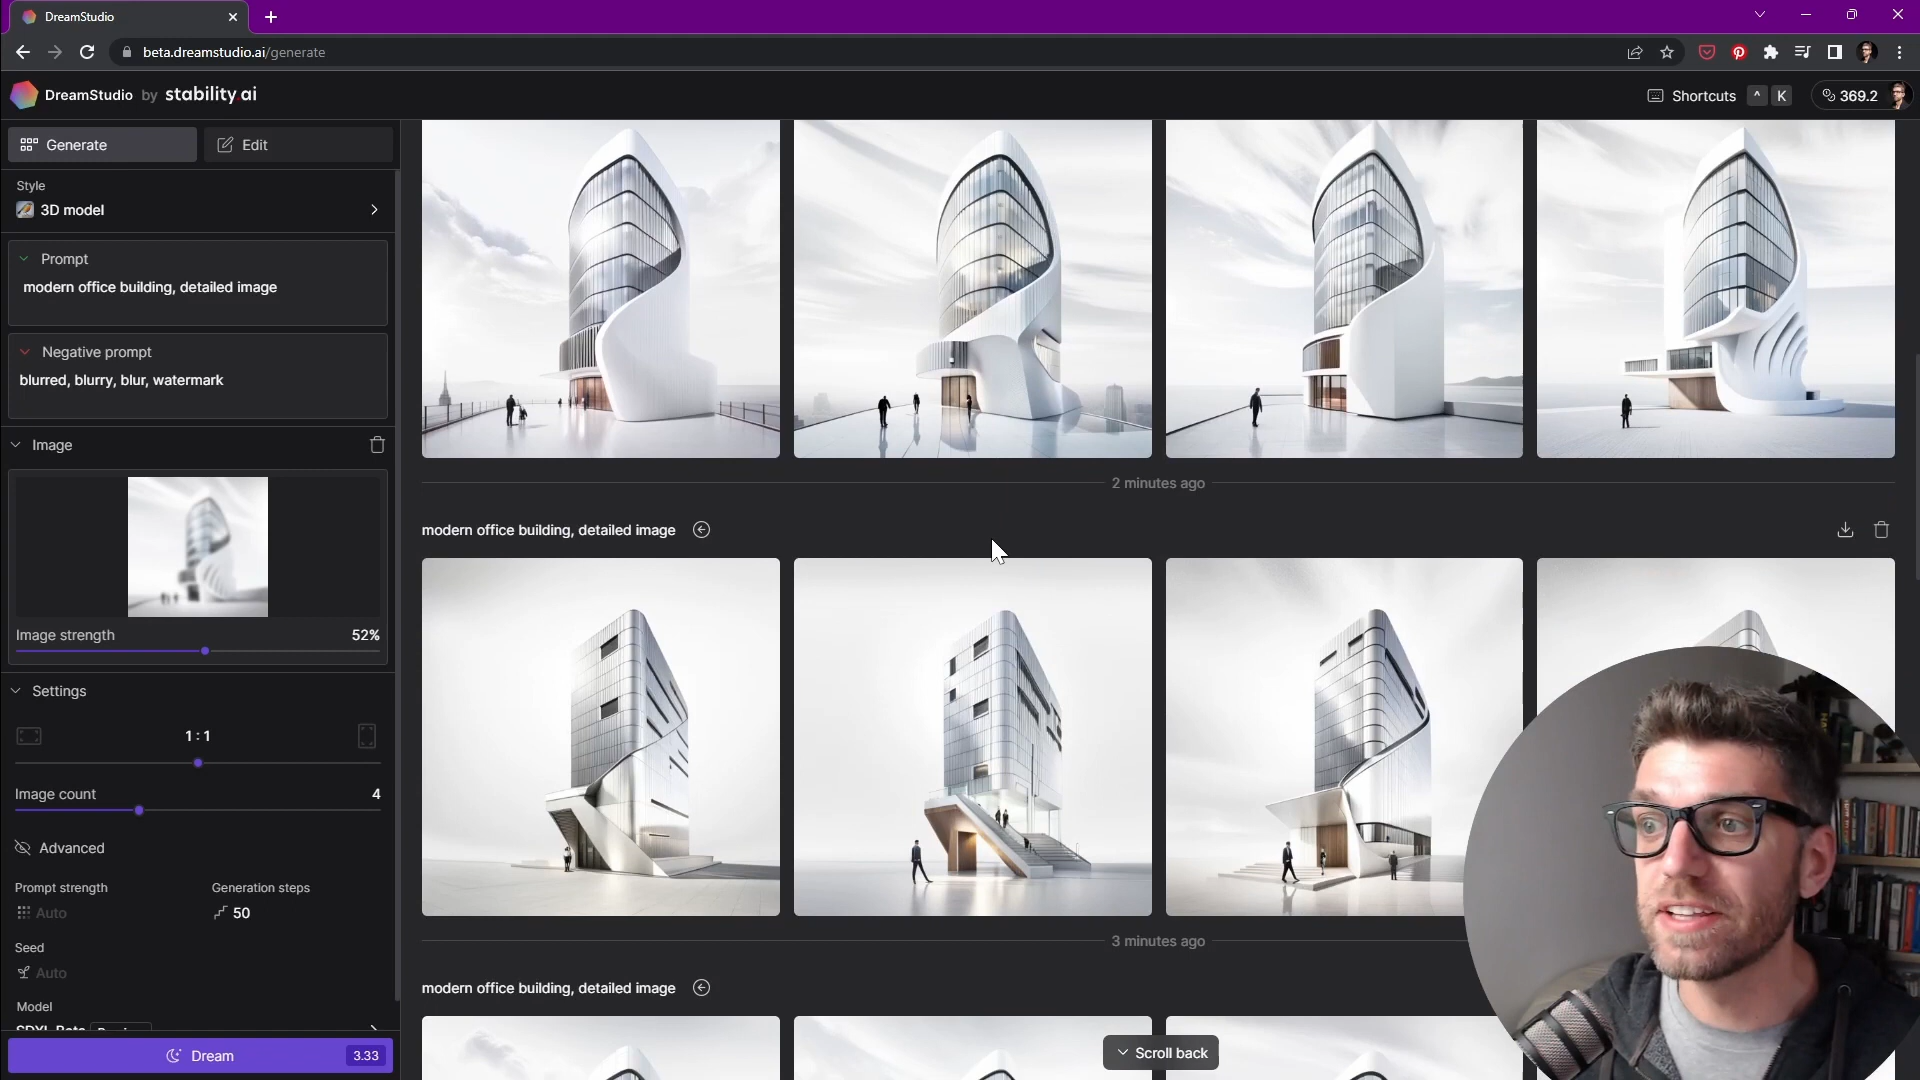 DreamStudio
beta.dreamstudio.ai/generate
DreamStudio by stability.ai
Shortcuts ^ K
369.2
Generate
Edit
Style
3D model
Prompt
modern office building, detailed image
Negative prompt
blurred, blurry, blur, watermark
Image
Image strength 52%
Settings
1 : 1
Image count 4
Advanced
Prompt strength Generation steps
Auto 50
Seed
Auto
Model
SDXL Beta
Dream 3.33
2 minutes ago
modern office building, detailed image
3 minutes ago
modern office building, detailed image
Scroll back